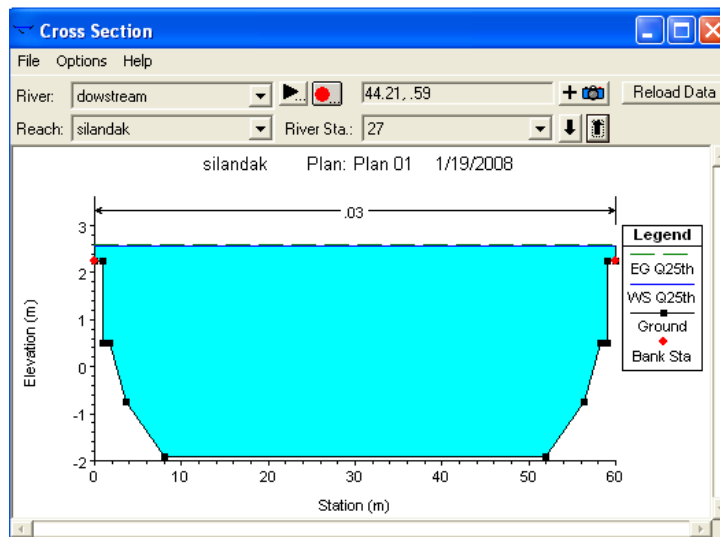 Cross Section
File Options Help
River: dowstream 44.21, .59 Reload Data
Reach: silandak River Sta.: 27
silandak Plan: Plan 01 1/19/2008
.03
Legend
EG Q25th
WS Q25th
Ground
Bank Sta
Elevation (m)
3
2
1
0
-1
-2
0 10 20 30 40 50 60
Station (m)